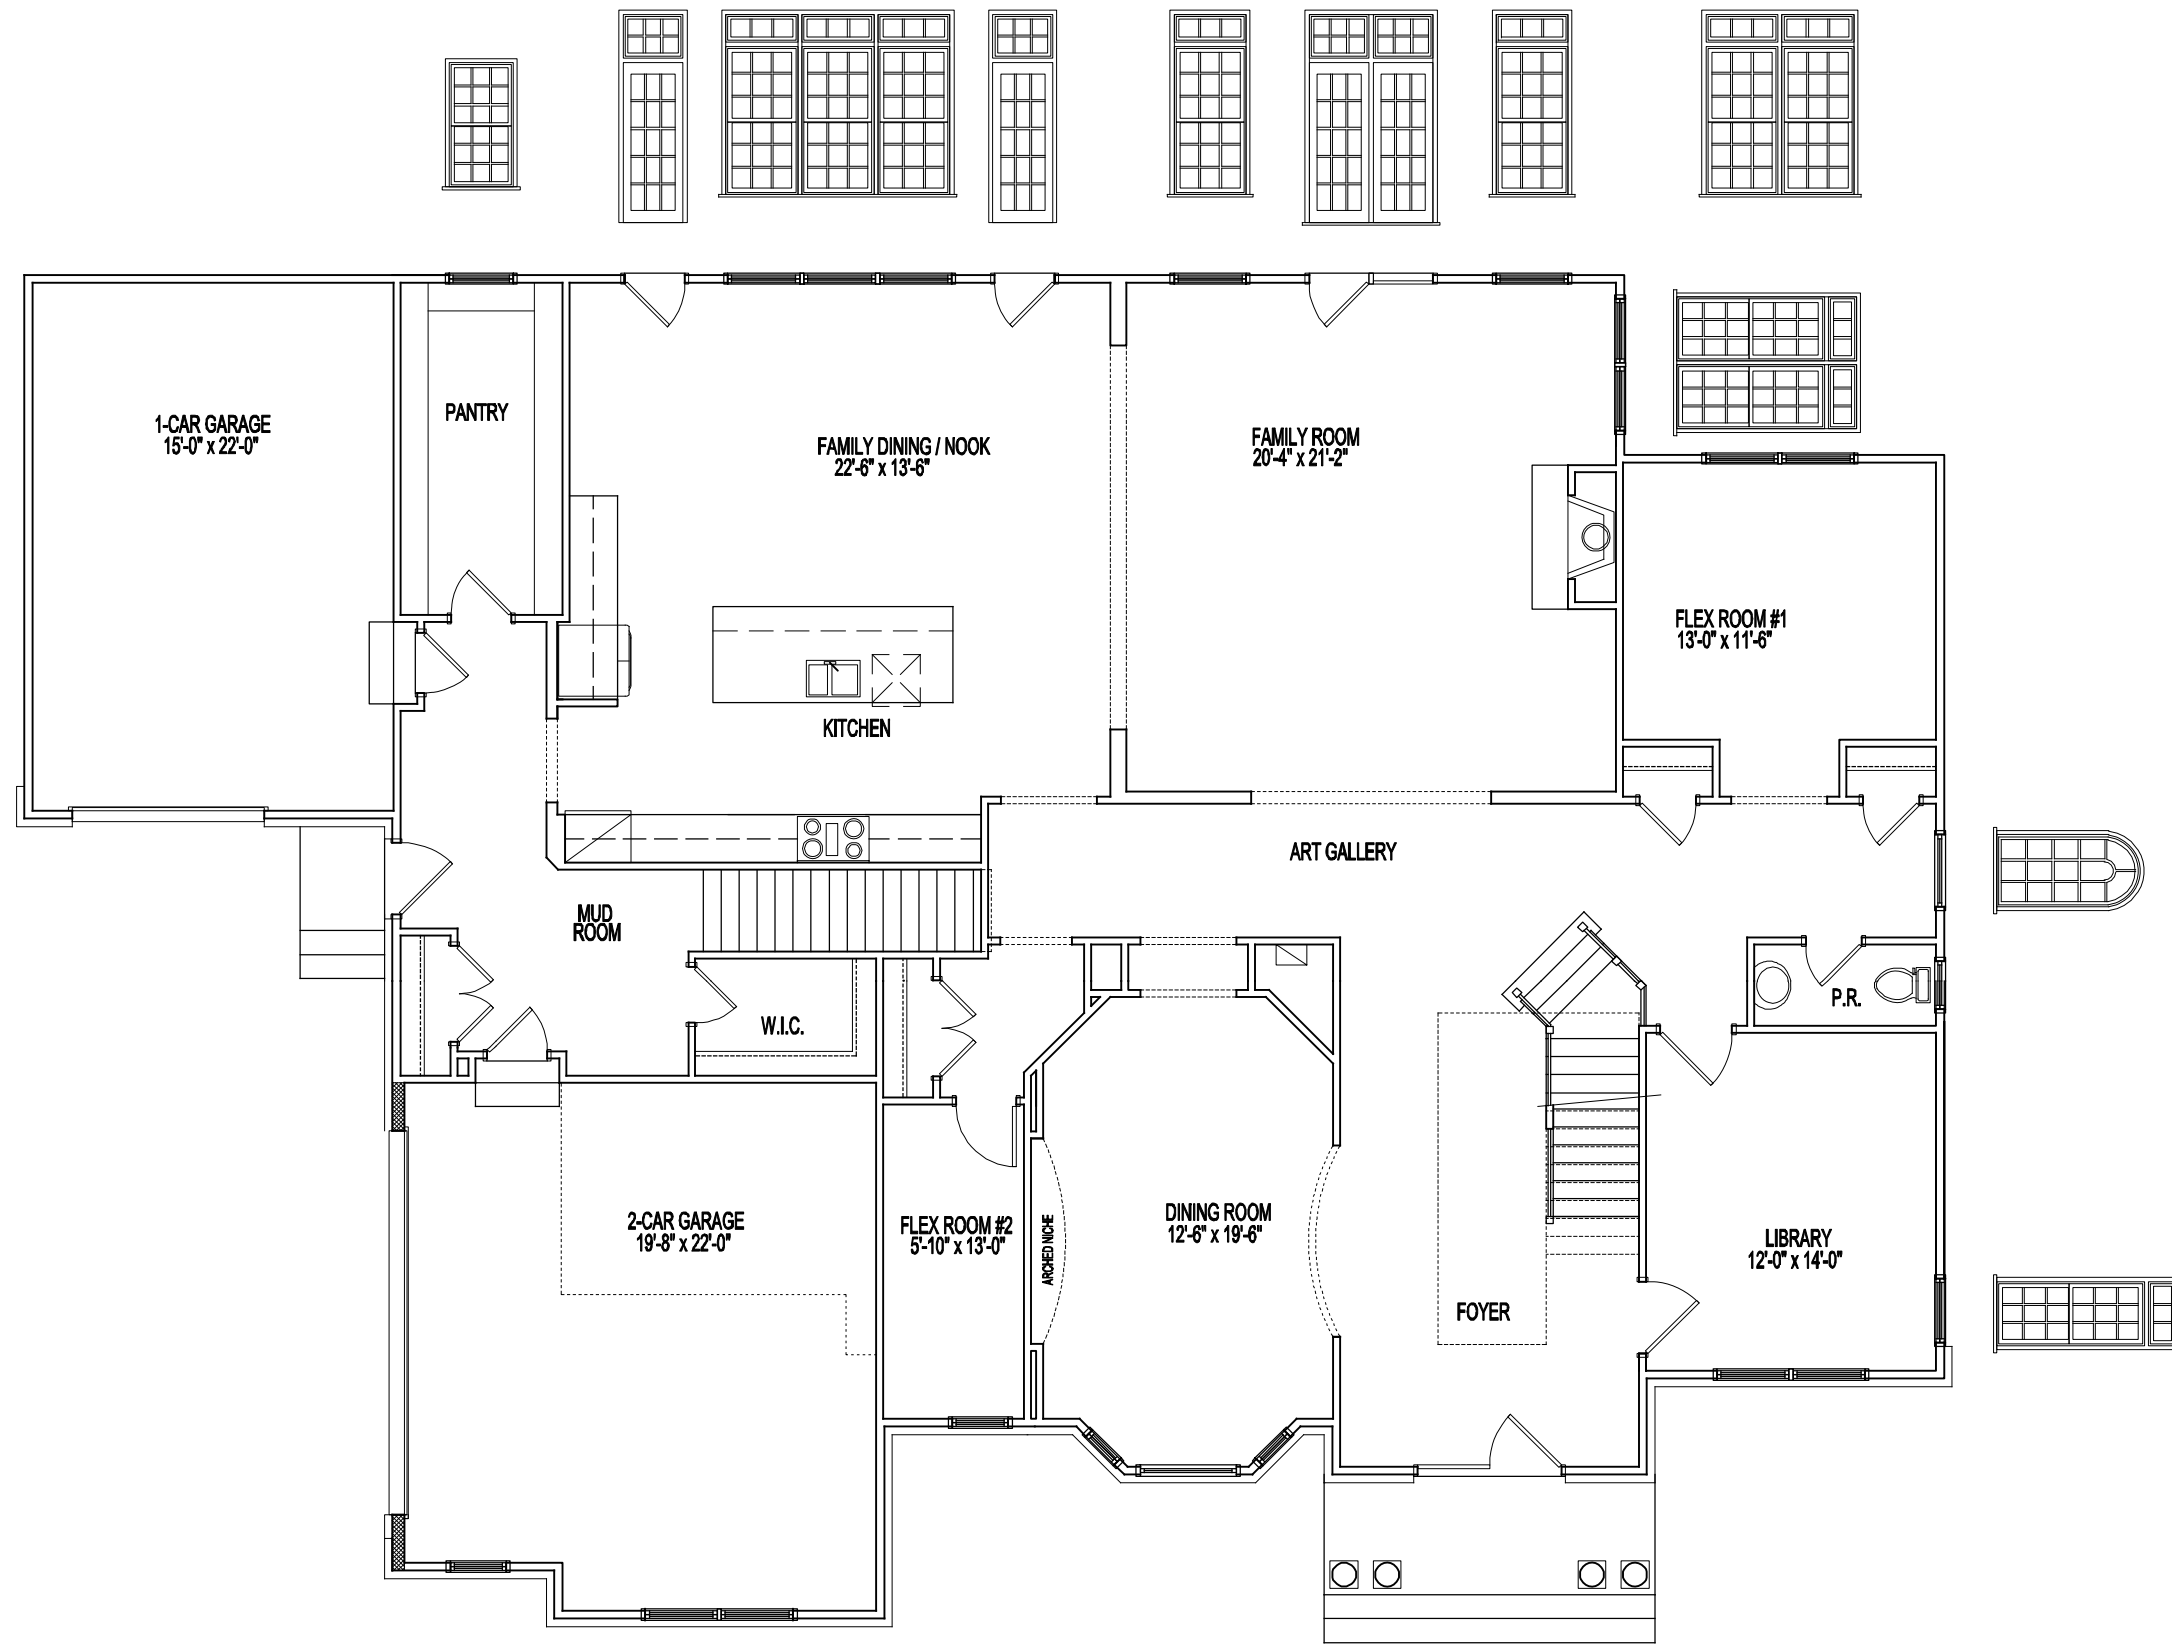 PANTRY
1-CAR GARAGE
15'-0" x 22'-0"
FAMILY DINING / NOOK
22'-6" x 13'-6"
FAMILY ROOM
20'-4" x 21'-2"
FLEX ROOM #1
13'-0" x 11'-6"
KITCHEN
ART GALLERY
MUD
ROOM
W.I.C.
P.R.
2-CAR GARAGE
19'-8" x 22'-0"
FLEX ROOM #2
5'-10" x 13'-0"
ARCHED NICHE
DINING ROOM
12'-6" x 19'-6"
LIBRARY
12'-0" x 14'-0"
FOYER